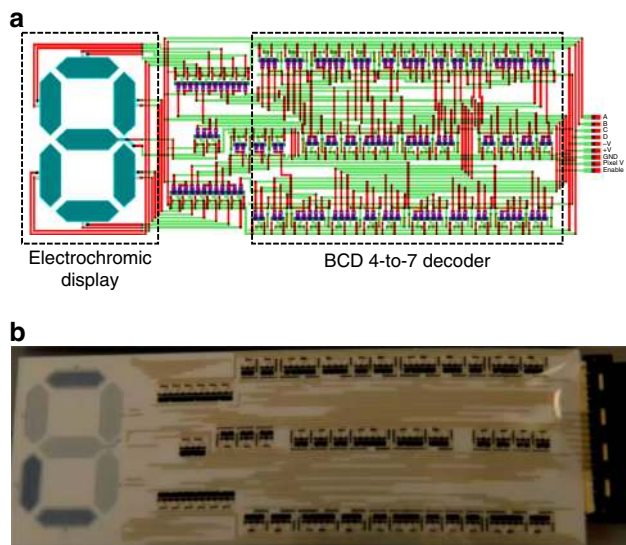 a
A
B
C
D
–V
+V
GND
Pixel V
Enable
Electrochromic
display
BCD 4-to-7 decoder
b